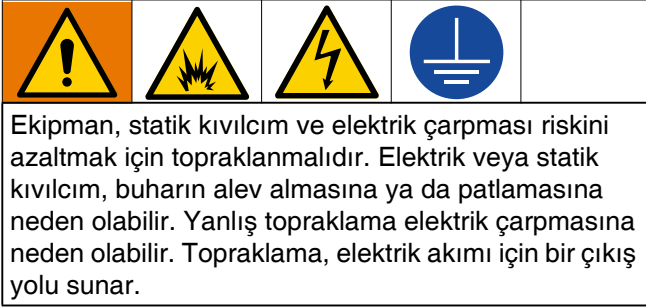 Ekipman, statik kıvılcım ve elektrik çarpması riskini
azaltmak için topraklanmalıdır. Elektrik veya statik
kıvılcım, buharın alev almasına ya da patlamasına
neden olabilir. Yanlış topraklama elektrik çarpmasına
neden olabilir. Topraklama, elektrik akımı için bir çıkış
yolu sunar.